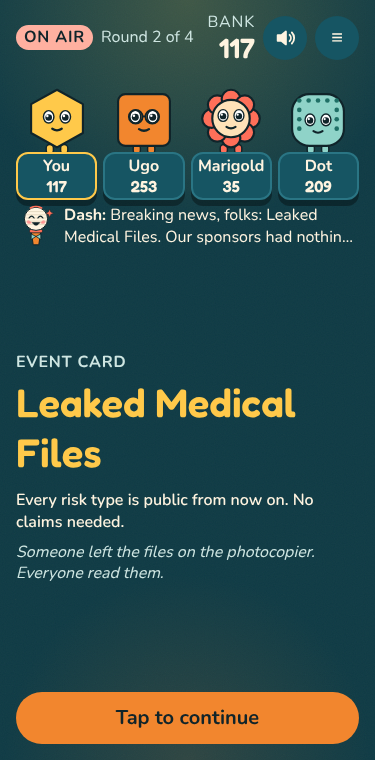 ON AIR
Round 2 of 4
BANK
117
You
117
Ugo
253
Marigold
35
Dot
209
Dash: Breaking news, folks: Leaked
Medical Files. Our sponsors had nothin...
EVENT CARD
Leaked Medical
Files
Every risk type is public from now on. No
claims needed.
Someone left the files on the photocopier.
Everyone read them.
Tap to continue